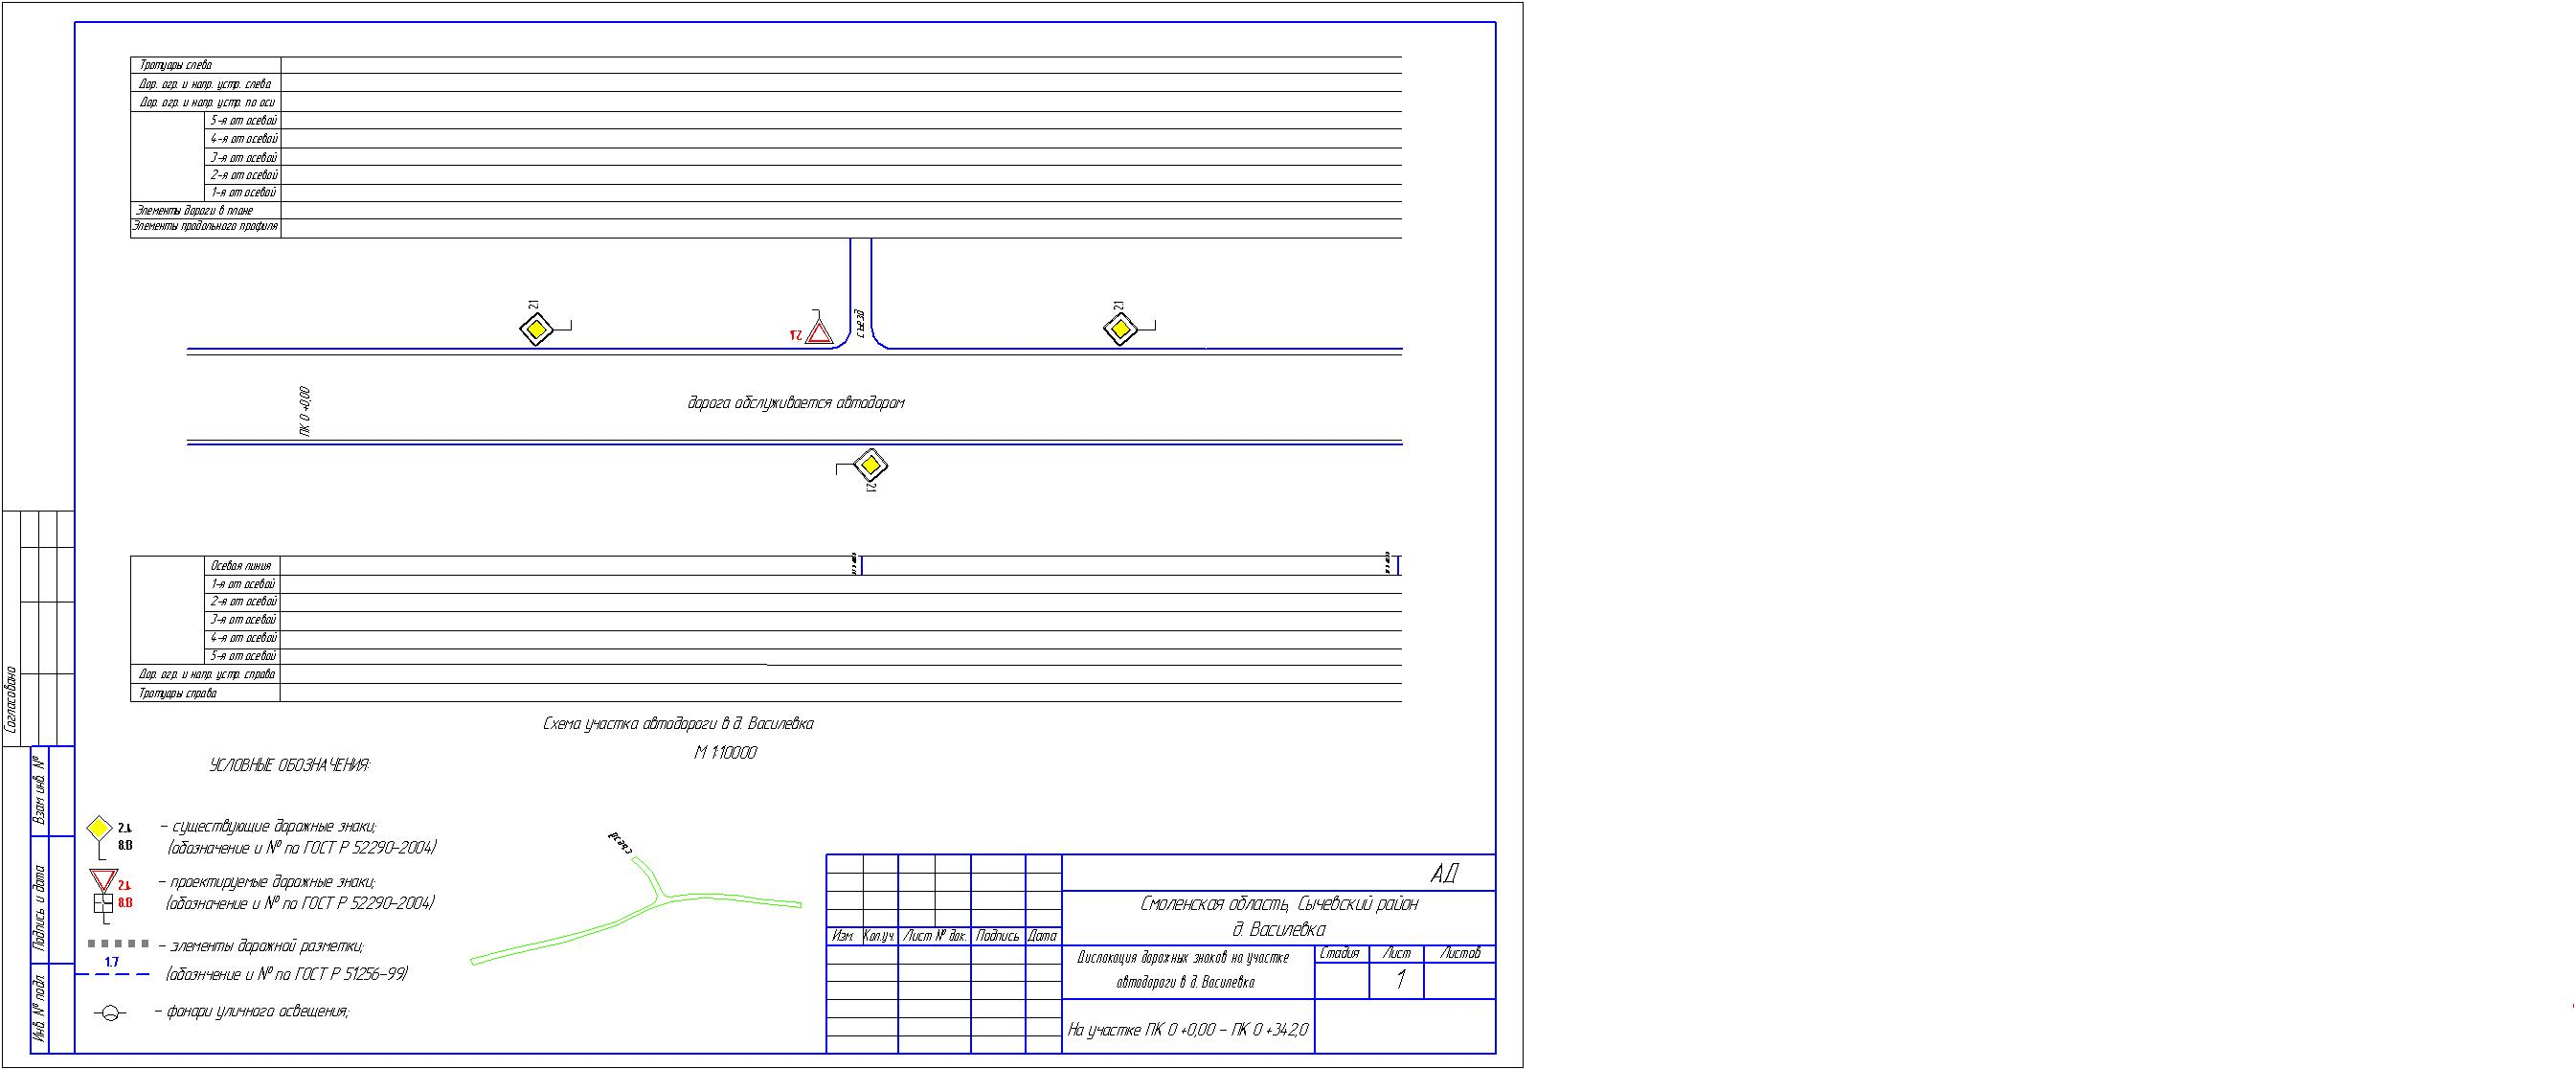 Тротуары слева
Дор. огр. и напр. устр. слева
Дор. огр. и напр. устр. по оси
5-я от осевой
4-я от осевой
3-я от осевой
2-я от осевой
1-я от осевой
Элементы дороги в плане
Элементы продольного профиля
2.1
2.1
съезд
2.1
ПК 0 +0,00
дорога обслуживается автодором
2.1
Осевая линия
1-я от осевой
2-я от осевой
3-я от осевой
4-я от осевой
5-я от осевой
Дор. огр. и напр. устр. справа
Тротуары справа
Схема участка автодороги в д. Василевка
М 1:10000
УСЛОВНЫЕ ОБОЗНАЧЕНИЯ:
2.1
8.13
- существующие дорожные знаки;
(обозначение и № по ГОСТ Р 52290-2004)
2.1
8.13
- проектируемые дорожные знаки;
(обозначение и № по ГОСТ Р 52290-2004)
- элементы дорожной разметки;
1.7
(обознчение и № по ГОСТ Р 51256-99)
- фонари уличного освещения;
съезд
Согласовано
Взам инв. №
Подпись и дата
Инв. № подл.
АД
Смоленская область, Сычевский район
д. Василевка
Изм. Кол.уч. Лист № док. Подпись Дата
Дислокация дорожных знаков на участке
автодороги в д. Василевка
Стадия Лист Листов
1
На участке ПК 0 +0,00 - ПК 0 +342,0